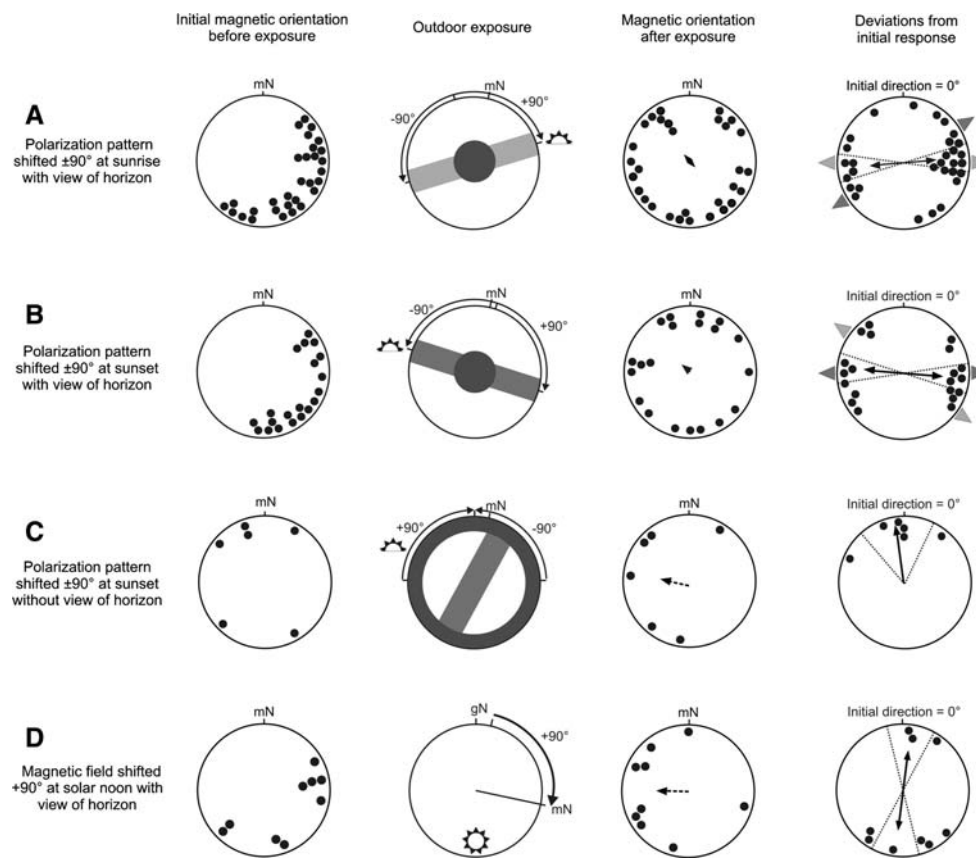 Initial magnetic orientation
before exposure
Outdoor exposure
Magnetic orientation
after exposure
Deviations from
initial response
A
Polarization pattern
shifted ±90° at sunrise
with view of horizon
mN
mN
-90°
+90°
mN
Initial direction = 0°
B
Polarization pattern
shifted ±90° at sunset
with view of horizon
mN
mN
-90°
+90°
mN
Initial direction = 0°
C
Polarization pattern
shifted ±90° at sunset
without view of horizon
mN
mN
+90°
-90°
mN
Initial direction = 0°
D
Magnetic field shifted
+90° at solar noon with
view of horizon
mN
gN
+90°
mN
mN
Initial direction = 0°